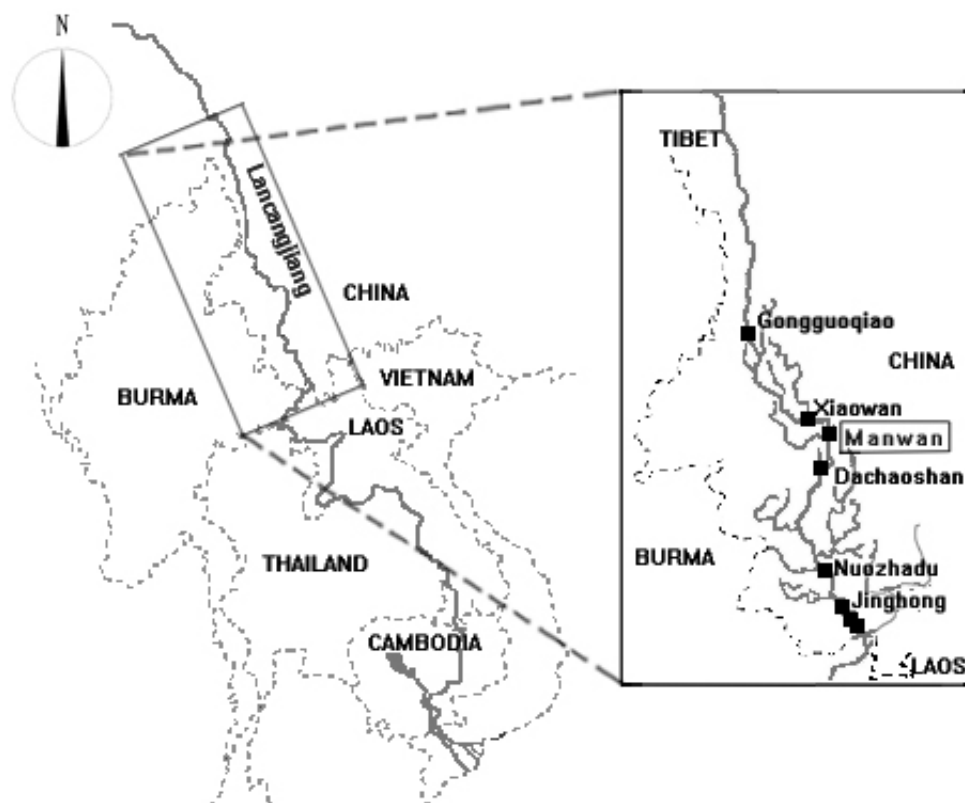 N
Lancangjiang
CHINA
BURMA
VIETNAM
LAOS
THAILAND
CAMBODIA
TIBET
Gongguoqiao
CHINA
Xiaowan
Manwan
Dachaoshan
BURMA
Nuozhadu
Jinghong
LAOS